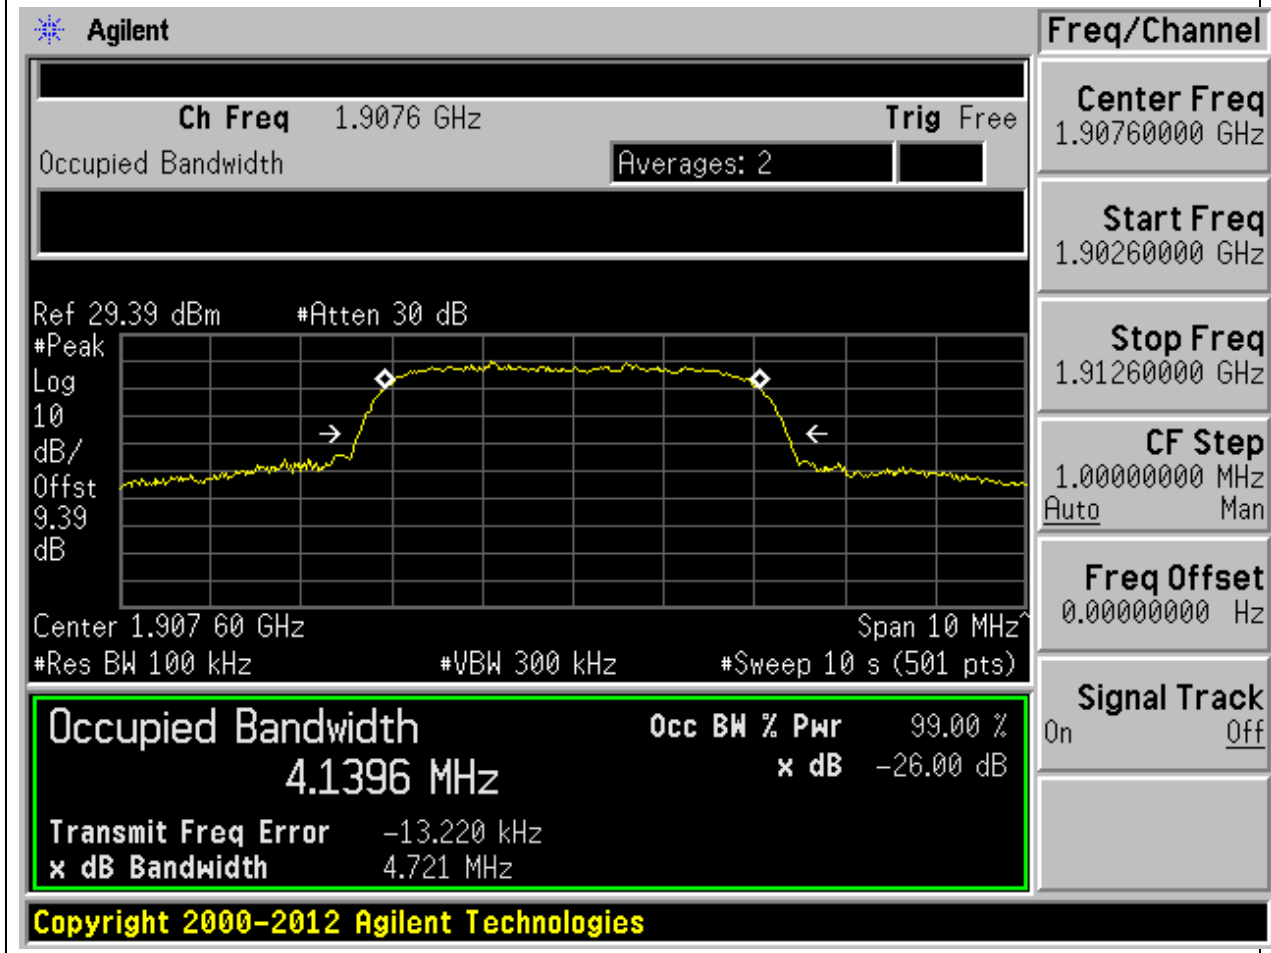 Agilent
Freq/Channel
Ch Freq 1.9076 GHz Trig Free
Occupied Bandwidth Averages: 2
Center Freq
1.90760000 GHz
Start Freq
1.90260000 GHz
Stop Freq
1.91260000 GHz
CF Step
1.00000000 MHz
Auto Man
Freq Offset
0.00000000 Hz
Signal Track
On Off
Ref 29.39 dBm #Atten 30 dB
#Peak
Log
10
dB/
Offst
9.39
dB
Center 1.907 60 GHz Span 10 MHz^
#Res BW 100 kHz #VBW 300 kHz #Sweep 10 s (501 pts)
Occupied Bandwidth Occ BW % Pwr 99.00 %
4.1396 MHz x dB -26.00 dB
Transmit Freq Error -13.220 kHz
x dB Bandwidth 4.721 MHz
Copyright 2000-2012 Agilent Technologies